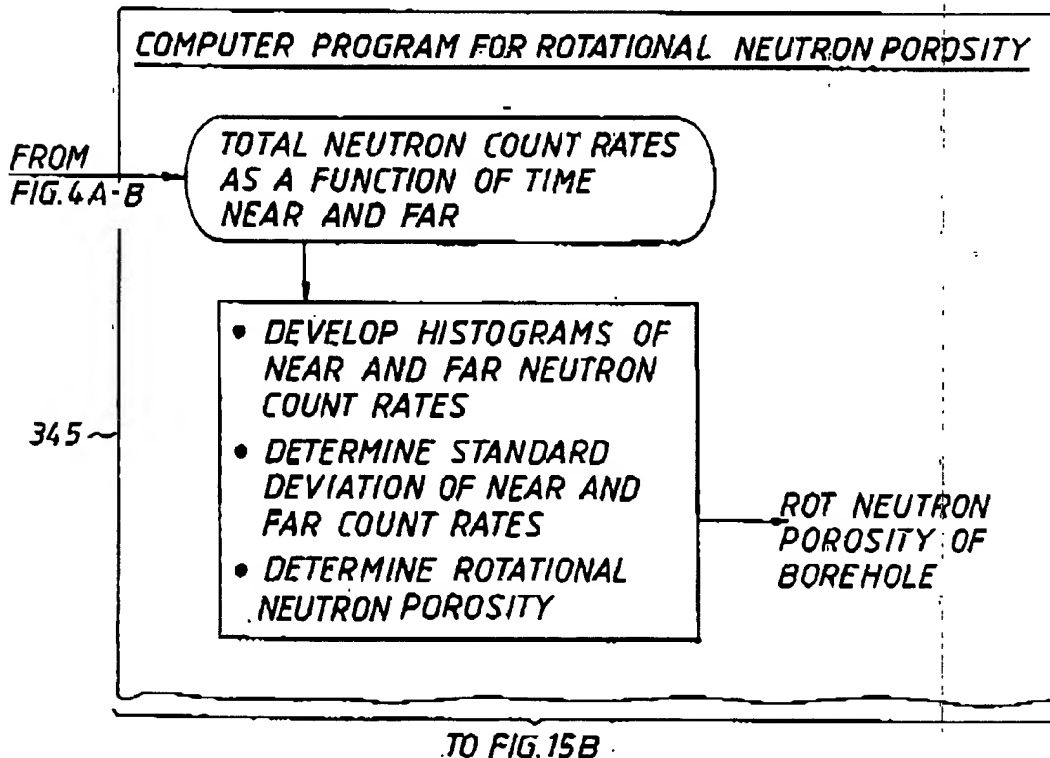 COMPUTER PROGRAM FOR ROTATIONAL NEUTRON POROSITY
FROM
FIG.4A-B
TOTAL NEUTRON COUNT RATES
AS A FUNCTION OF TIME
NEAR AND FAR
• DEVELOP HISTOGRAMS OF
NEAR AND FAR NEUTRON
COUNT RATES
• DETERMINE STANDARD
DEVIATION OF NEAR AND
FAR COUNT RATES
• DETERMINE ROTATIONAL
NEUTRON POROSITY
345
ROT NEUTRON
POROSITY OF
BOREHOLE
TO FIG.15B